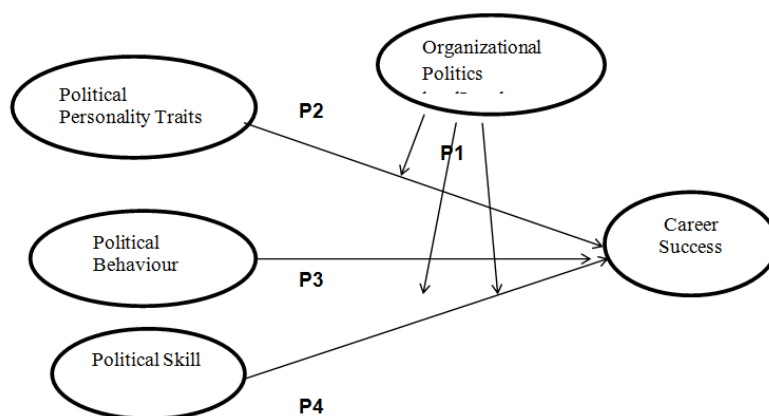 Organizational
Politics
Political
Personality Traits
P2
P1
Career
Success
Political
Behaviour
P3
Political Skill
P4